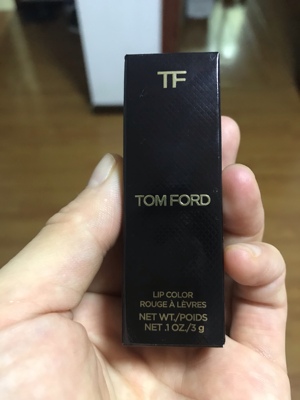 TF
TOM FORD
LIP COLOR
ROUGE À LÈVRES
NET WT./POIDS
NET .1 OZ./3 g